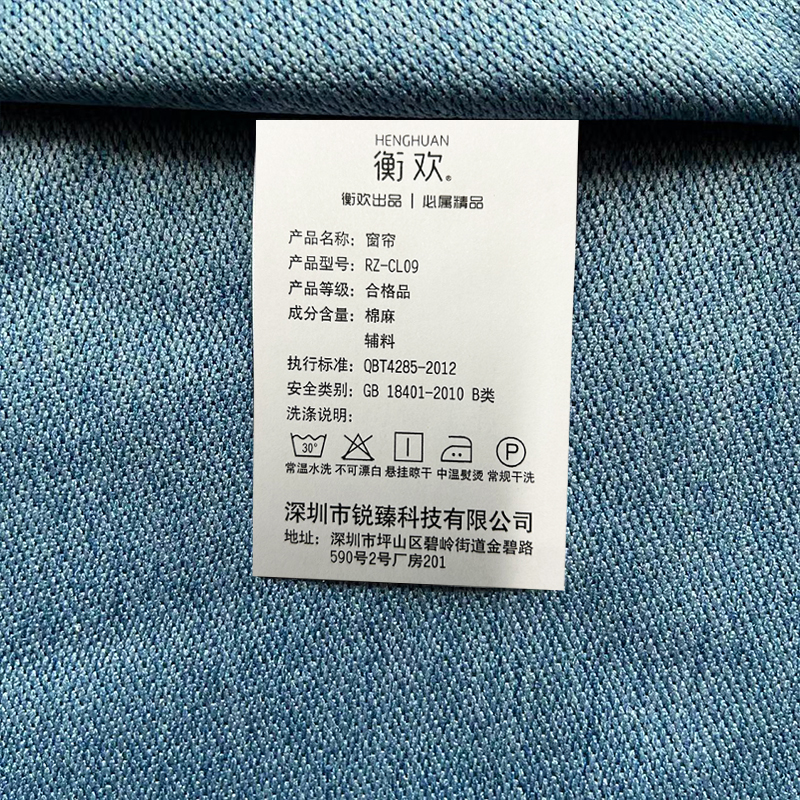 HENGHUAN
衡欢®
衡欢出品 | 必属精品
产品名称: 窗帘
产品型号: RZ-CL09
产品等级: 合格品
成分含量: 棉麻
辅料
执行标准: QBT4285-2012
安全类别: GB 18401-2010 B类
洗涤说明:
30° P
常温水洗 不可漂白 悬挂晾干 中温熨烫 常规干洗
深圳市锐臻科技有限公司
地址: 深圳市坪山区碧岭街道金碧路
590号2号厂房201